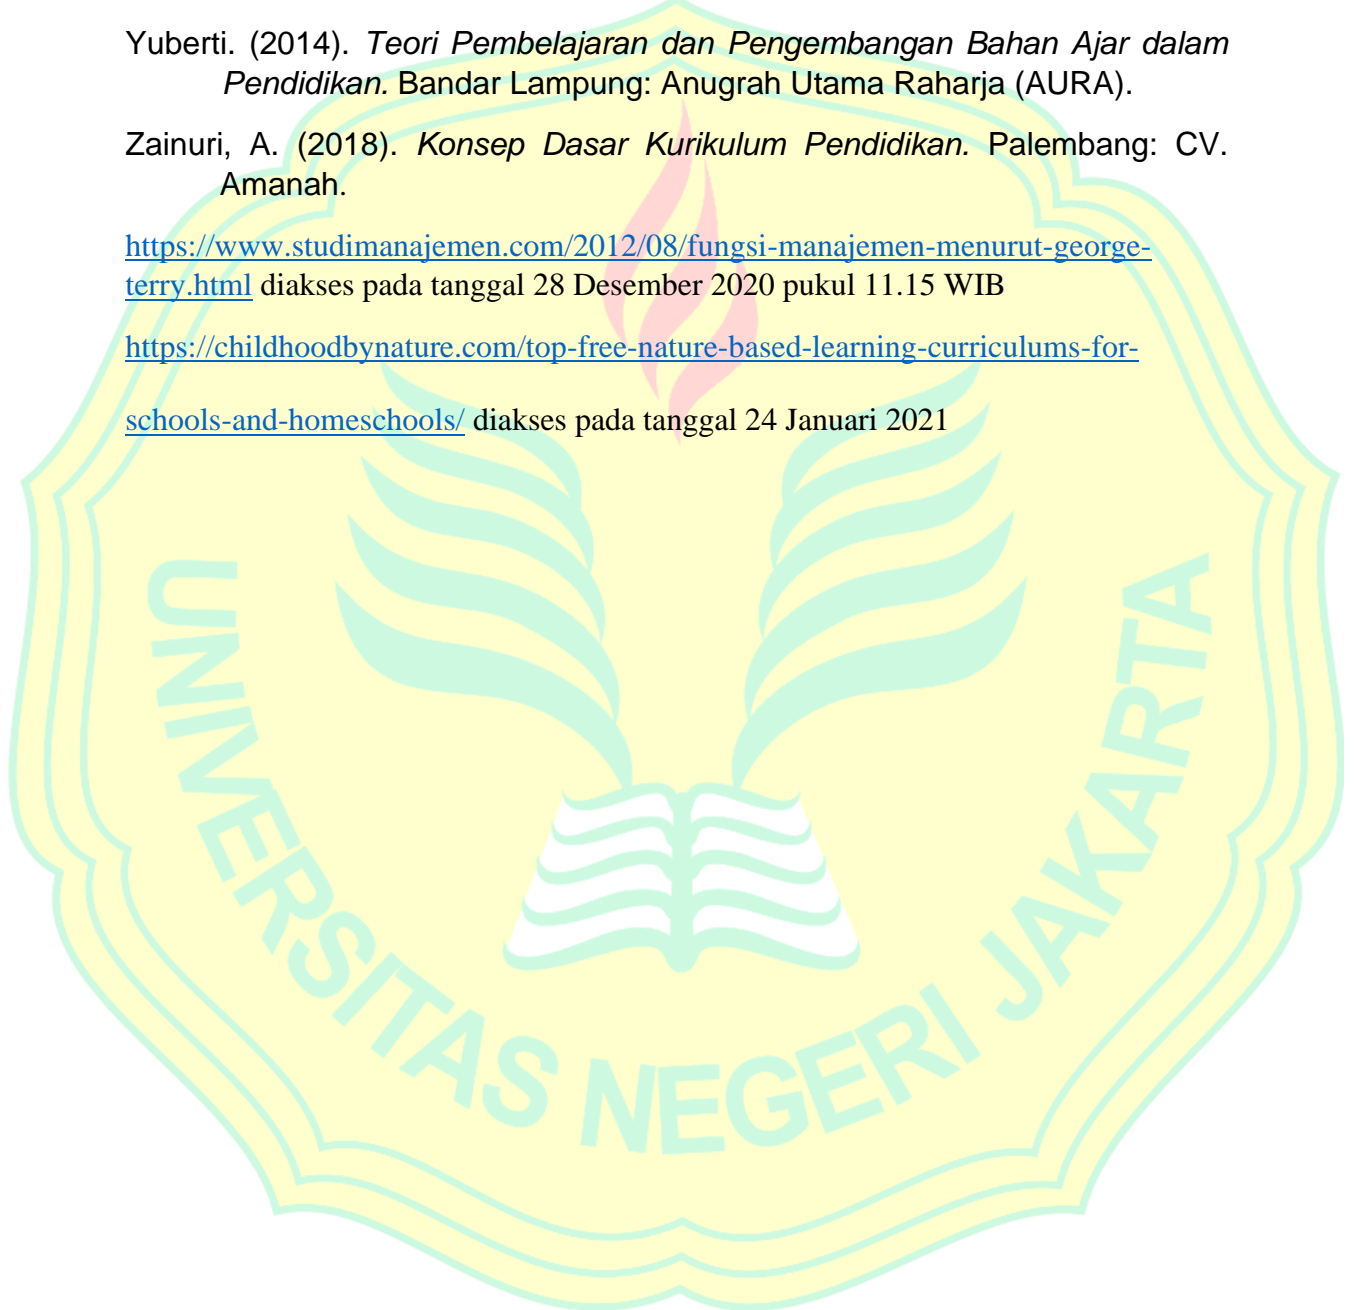 Yuberti. (2014). Teori Pembelajaran dan Pengembangan Bahan Ajar dalam
Pendidikan. Bandar Lampung: Anugrah Utama Raharja (AURA).
Zainuri, A. (2018). Konsep Dasar Kurikulum Pendidikan. Palembang: CV.
Amanah.
https://www.studimanajemen.com/2012/08/fungsi-manajemen-menurut-george-
terry.html diakses pada tanggal 28 Desember 2020 pukul 11.15 WIB
https://childhoodbynature.com/top-free-nature-based-learning-curriculums-for-
schools-and-homeschools/ diakses pada tanggal 24 Januari 2021
UNIVERSITAS NEGERI JAKARTA